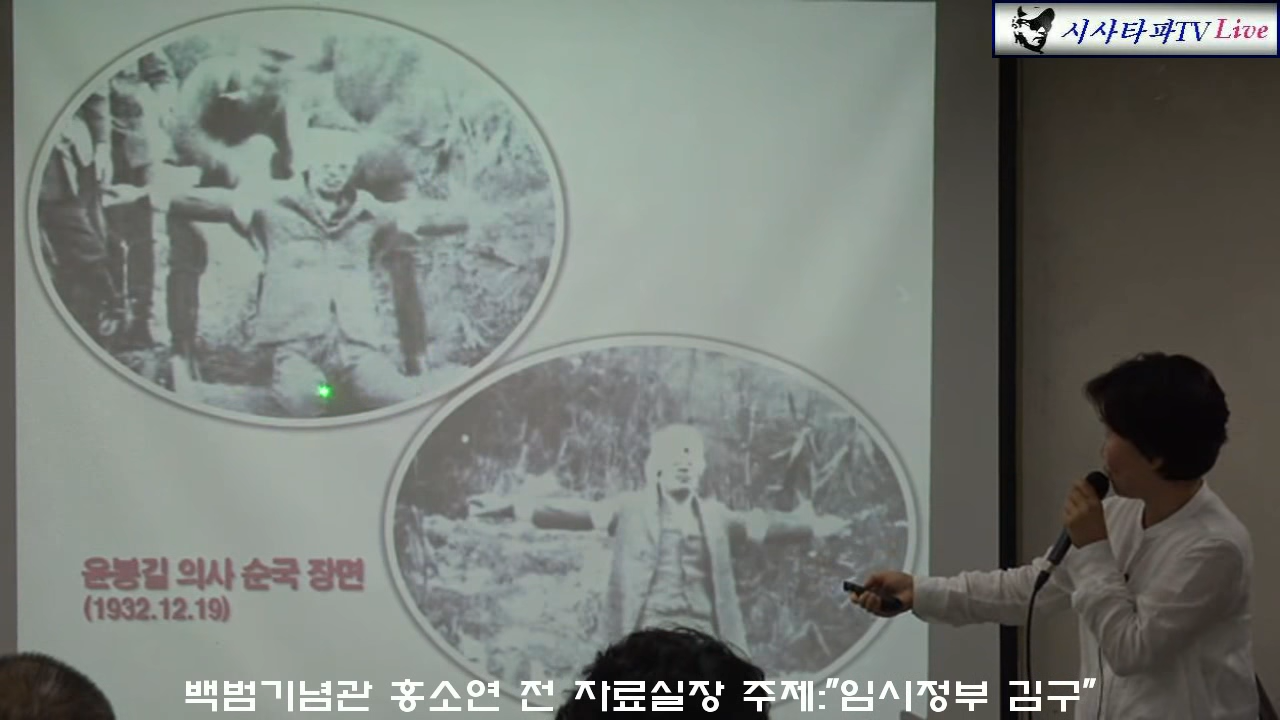 시사타파TV Live
윤봉길 의사 순국 장면
(1932.12.19)
백범기념관 홍소연 전 자료실장 주제:"임시정부 김구"